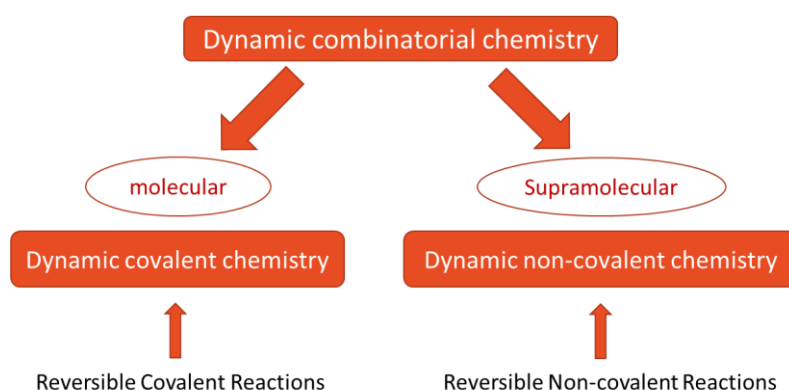 Dynamic combinatorial chemistry
molecular
Supramolecular
Dynamic covalent chemistry
Dynamic non-covalent chemistry
Reversible Covalent Reactions
Reversible Non-covalent Reactions